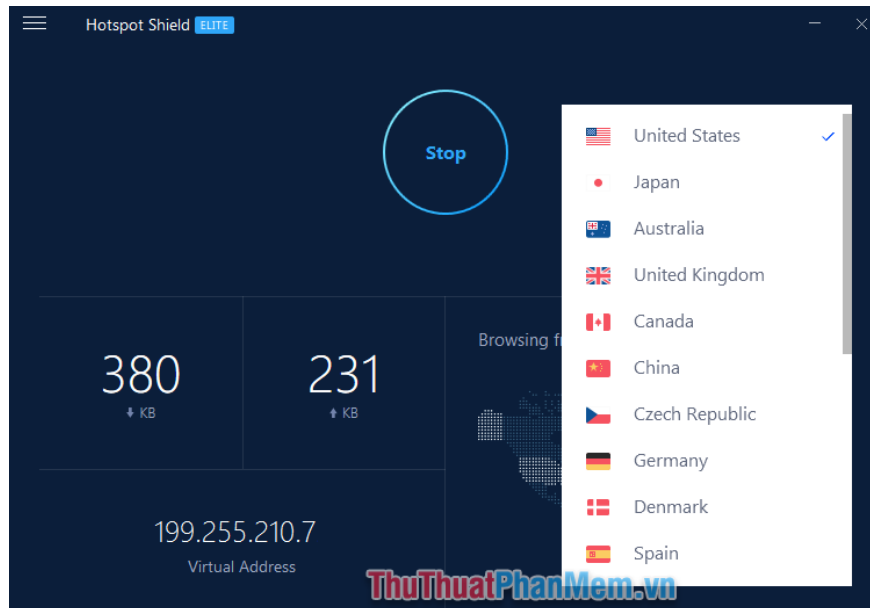 Hotspot Shield ELITE
Stop
United States
Japan
Australia
United Kingdom
Canada
China
Czech Republic
Germany
Denmark
Spain
380
KB
231
KB
Browsing
199.255.210.7
Virtual Address
ThuThuatPhanMem.vn